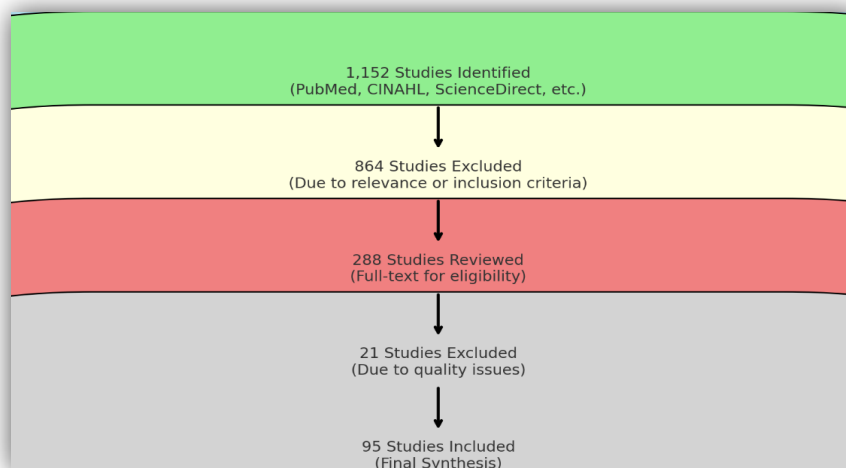 1,152 Studies Identified
(PubMed, CINAHL, ScienceDirect, etc.)
864 Studies Excluded
(Due to relevance or inclusion criteria)
288 Studies Reviewed
(Full-text for eligibility)
21 Studies Excluded
(Due to quality issues)
95 Studies Included
(Final Synthesis)